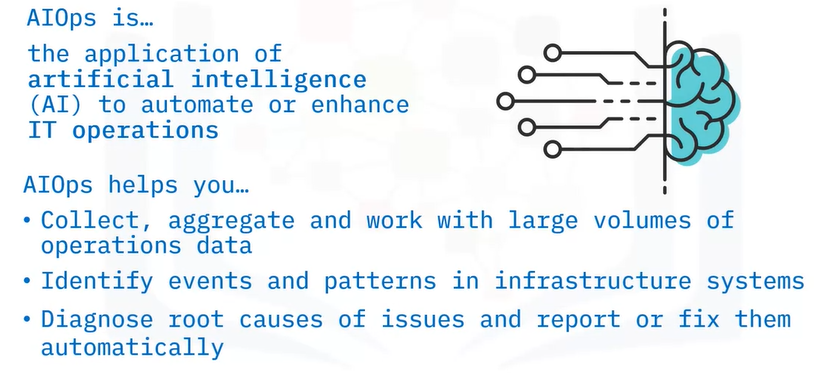 AIOps is…
the application of
artificial intelligence
(AI) to automate or enhance
IT operations
AIOps helps you…
• Collect, aggregate and work with large volumes of
operations data
• Identify events and patterns in infrastructure systems
• Diagnose root causes of issues and report or fix them
automatically